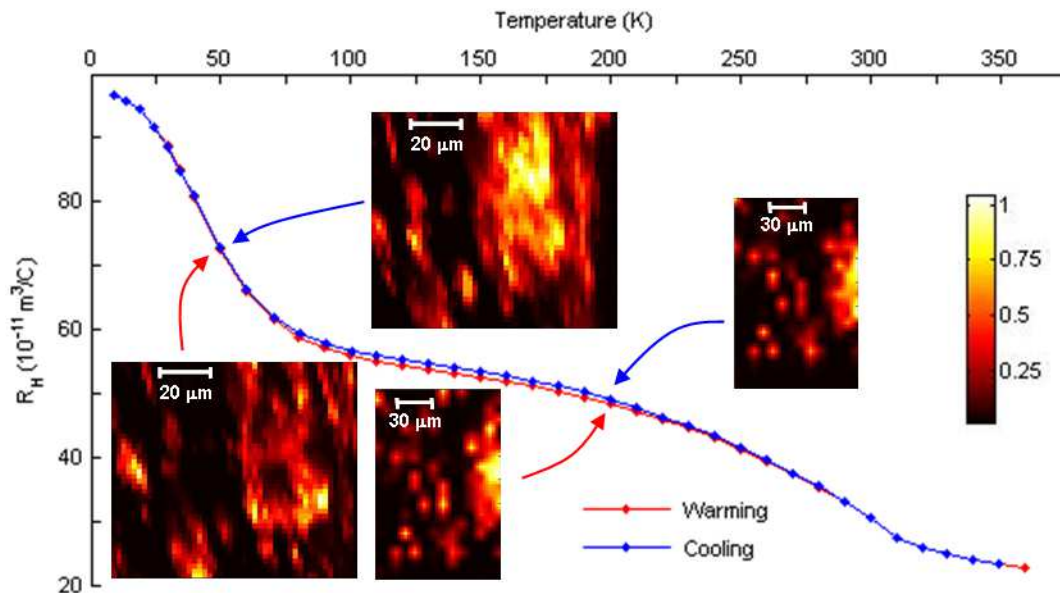 Temperature (K)
0 50 100 150 200 250 300 350
R_H (10^-11 m^3/C)
80
60
40
20
20 μm
30 μm
1
0.75
0.5
0.25
20 μm
30 μm
Warming
Cooling